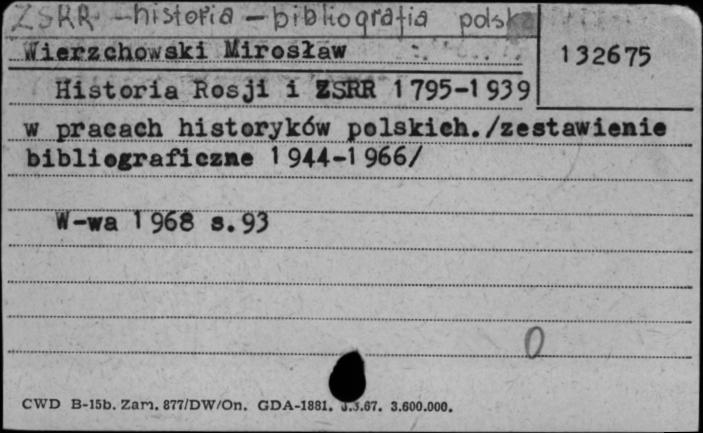 ZSRR - historia - bibliografia polska
Wierzchowski Mirosław
132675
Historia Rosji i ZSRR 1795-1939
w pracach historyków polskich./zestawienie
bibliograficzne 1944-1966/
W-wa 1968 s.93
0
CWD B-15b. Zam. 877/DW/On. GDA-1881. 3.3.67. 3.600.000.